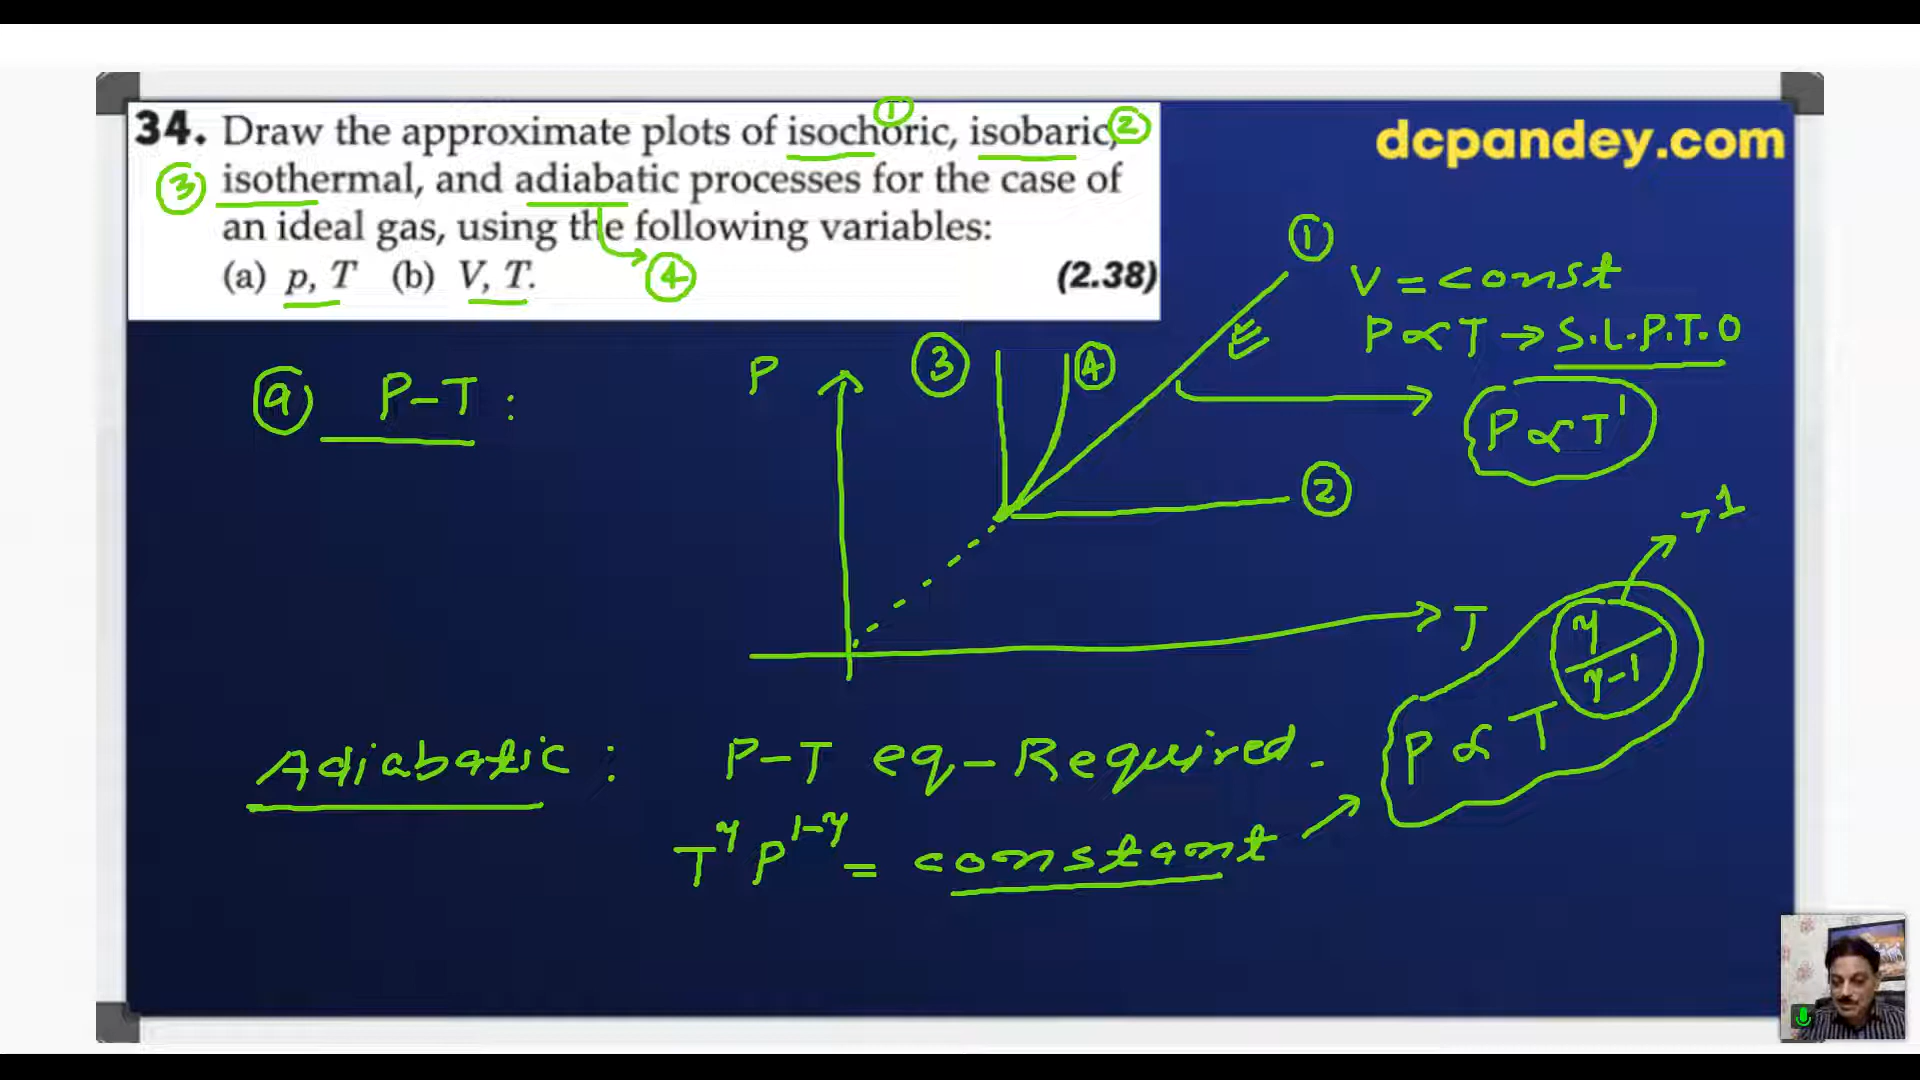 34. Draw the approximate plots of isochoric, isobaric,
isothermal, and adiabatic processes for the case of
an ideal gas, using the following variables:
(a) p, T (b) V, T. (2.38)
① ② ③ ④
dcpandey.com
ⓐ P-T :
P
③ ④ ①
②
T
V = const
P ∝ T → S.L.P.T.O
P ∝ T¹
>1
P ∝ T^γ/γ-1
Adiabatic : P-T eq-Required.
T^γ P^1-γ = constant